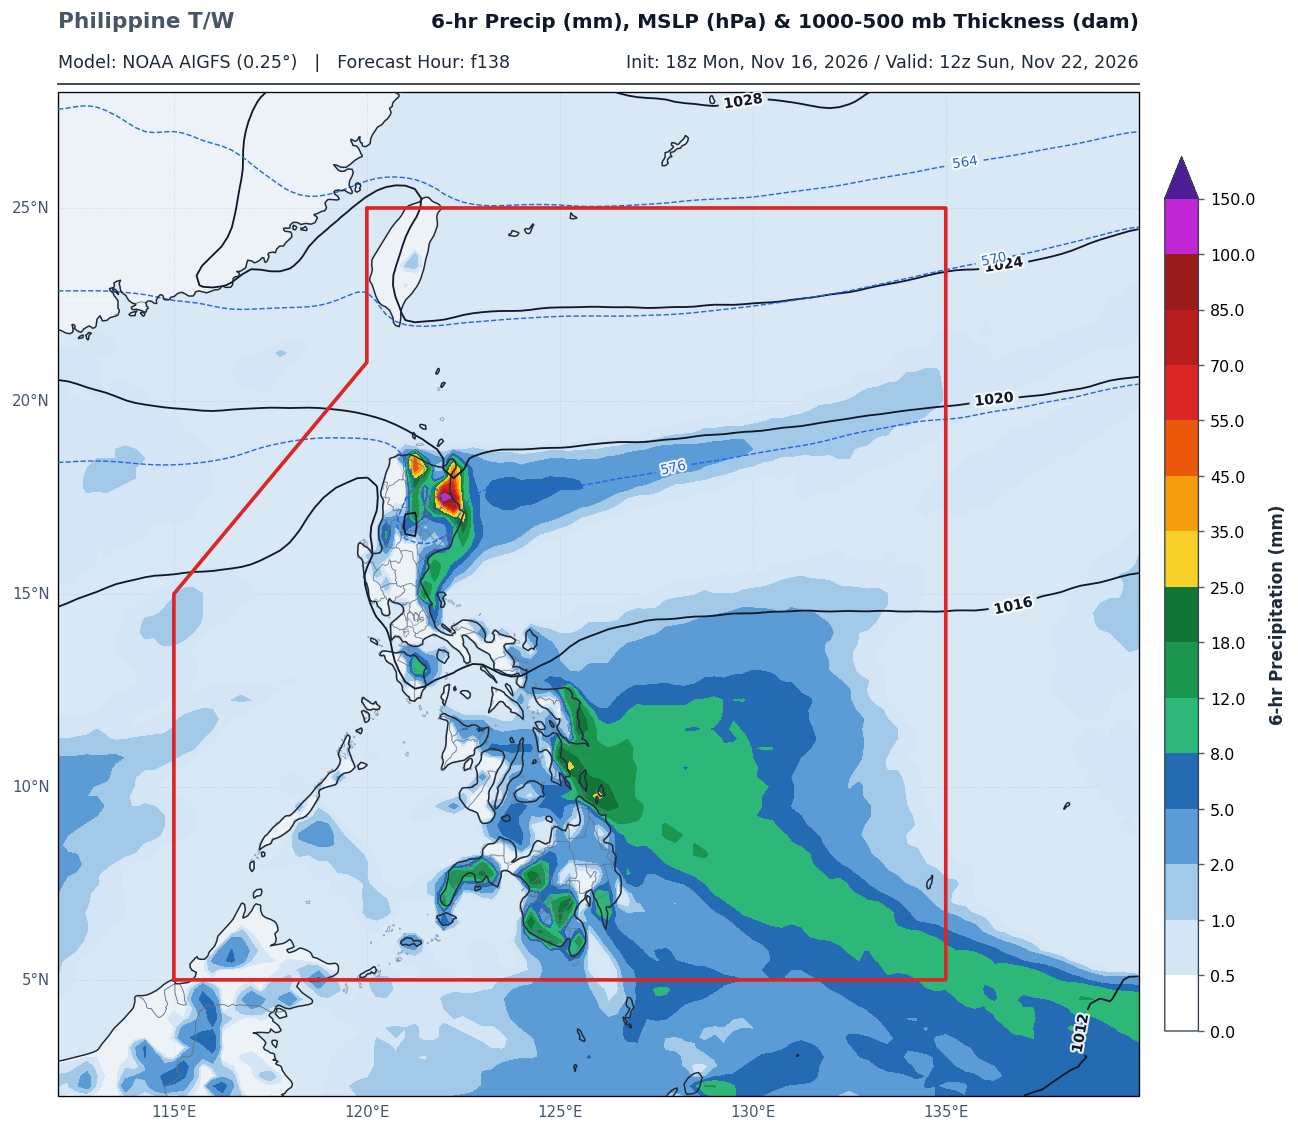 Philippine T/W
6-hr Precip (mm), MSLP (hPa) & 1000-500 mb Thickness (dam)
Model: NOAA AIGFS (0.25°) | Forecast Hour: f138
Init: 18z Mon, Nov 16, 2026 / Valid: 12z Sun, Nov 22, 2026
1028
564
570
1024
1020
576
1016
1012
25°N
20°N
15°N
10°N
5°N
115°E
120°E
125°E
130°E
135°E
150.0
100.0
85.0
70.0
55.0
45.0
35.0
25.0
18.0
12.0
8.0
5.0
2.0
1.0
0.5
0.0
6-hr Precipitation (mm)